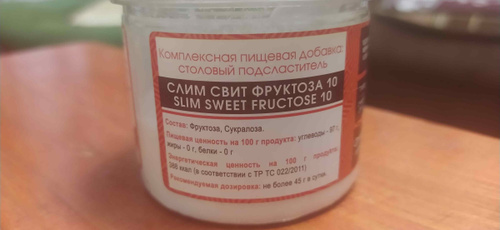 Комплексная пищевая добавка:
столовый подсластитель
СЛИМ СВИТ ФРУКТОЗА 10
SLIM SWEET FRUCTOSE 10
Состав: Фруктоза, Сукралоза.
Пищевая ценность на 100 г продукта: углеводы - 97 г,
жиры - 0 г, белки - 0 г
Энергетическая ценность на 100 г продукта:
ккал (в соответствии с ТР ТС 022/2011)
Рекомендуемая дозировка: не более 45 г в сутки.